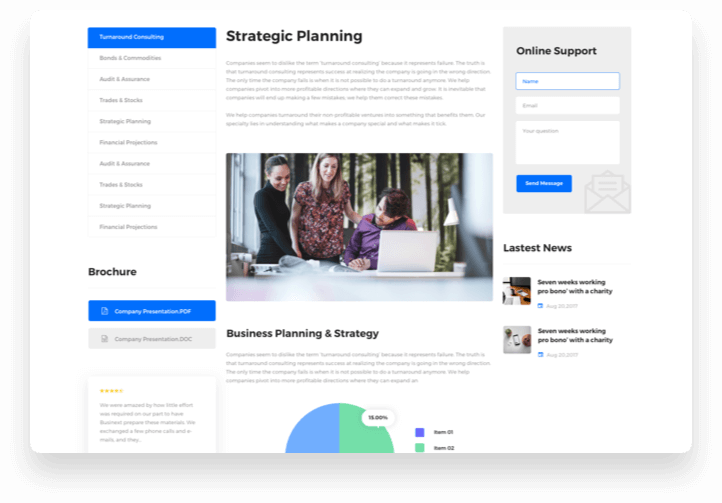 Turnaround Consulting
Bonds & Commodities
Audit & Assurance
Trades & Stocks
Strategic Planning
Financial Projections
Audit & Assurance
Trades & Stocks
Strategic Planning
Financial Projections
Brochure
Company Presentation.PDF
Company Presentation.DOC
We were amazed by how little effort
was required on our part to have
Businext prepare these materials. We
exchanged a few phone calls and e-
mails, and they..
Strategic Planning
Companies seem to dislike the term 'turnaround consulting' because it represents failure. The truth is
that turnaround consulting represents success at realizing the company is going in the wrong direction.
The only time the company fails is when it is not possible to do a turnaround anymore. We help
companies pivot into more profitable directions where they can expand and grow. It is inevitable that
companies will end up making a few mistakes, we help them correct these mistakes.
We help companies turnaround their non-profitable ventures into something that benefits them. Our
specialty lies in understanding what makes a company special and what makes it tick.
Business Planning & Strategy
Companies seem to dislike the term 'turnaround consulting' because it represents failure. The truth is
that turnaround consulting represents success at realizing the company is going in the wrong direction.
The only time the company fails is when it is not possible to do a turnaround anymore. We help
companies pivot into more profitable directions where they can expand an
15.00%
Item 01
Item 02
Online Support
Name
Email
Your question
Send Message
Lastest News
Seven weeks working
pro bono' with a charity
Aug 20,2017
Seven weeks working
pro bono' with a charity
Aug 20,2017